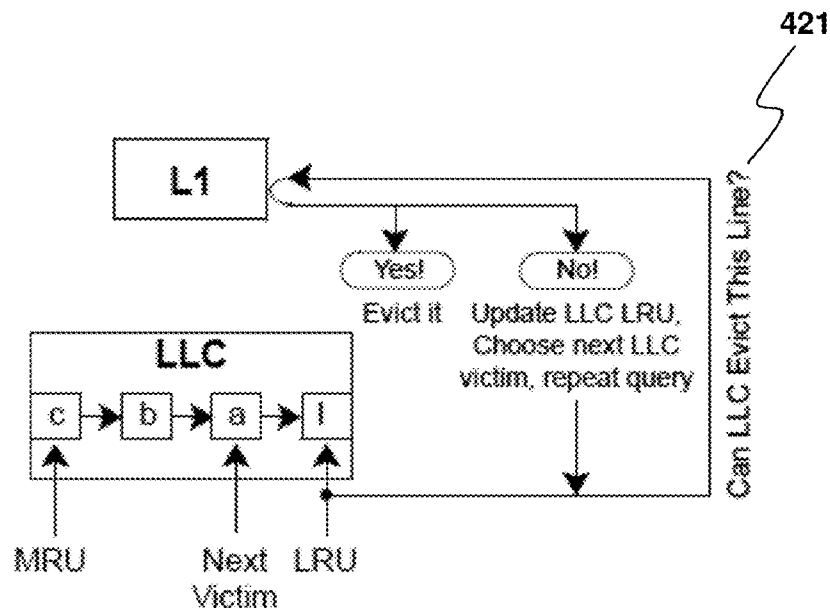 421
L1
Can LLC Evict This Line?
Yes!
No!
Evict it
Update LLC LRU,
Choose next LLC
victim, repeat query
LLC
c
b
a
l
MRU
Next
Victim
LRU